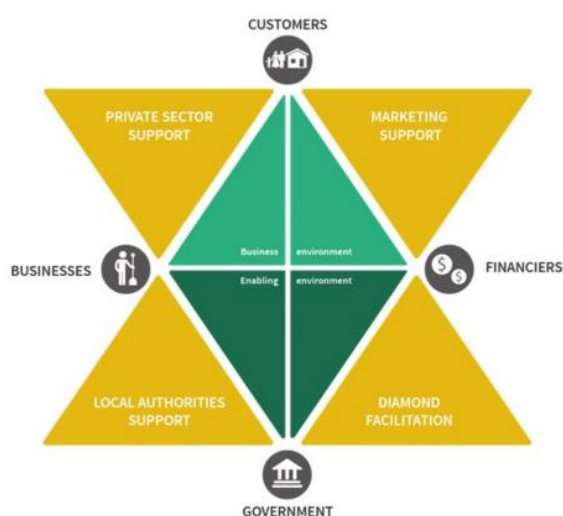 CUSTOMERS
PRIVATE SECTOR
SUPPORT
MARKETING
SUPPORT
Business environment
BUSINESSES
$
$
FINANCIERS
Enabling environment
LOCAL AUTHORITIES
SUPPORT
DIAMOND
FACILITATION
GOVERNMENT